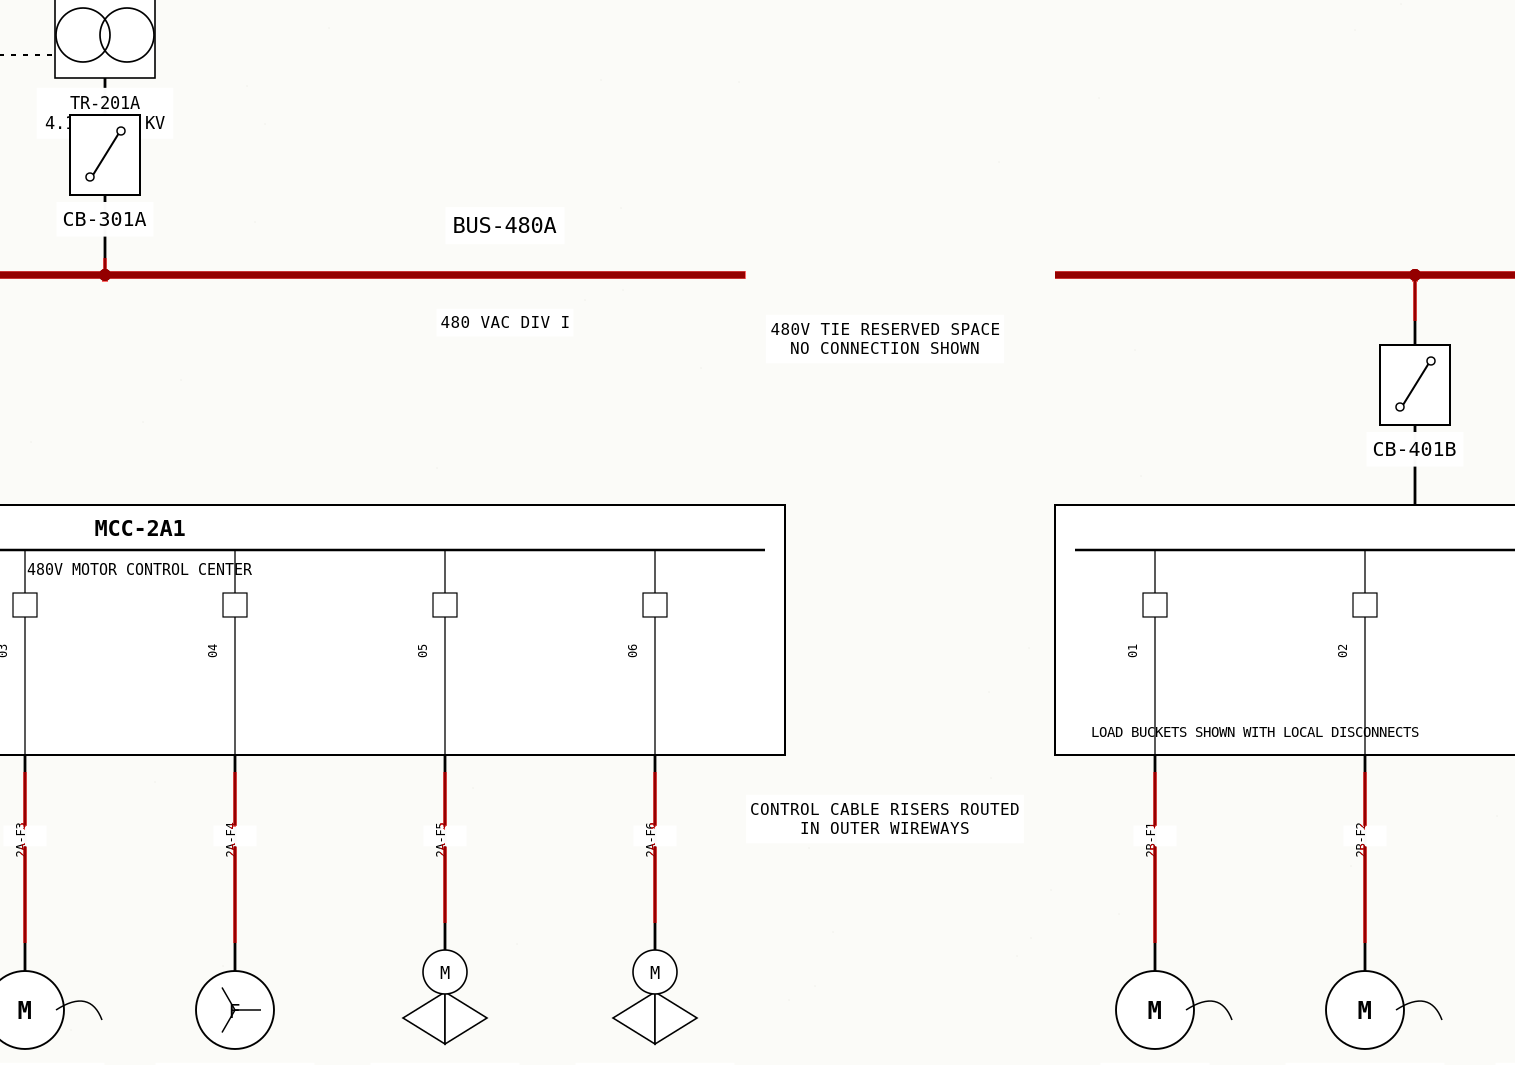 TR-201A
4.1 KV
CB-301A
BUS-480A
480 VAC DIV I
480V TIE RESERVED SPACE
NO CONNECTION SHOWN
CB-401B
MCC-2A1
480V MOTOR CONTROL CENTER
03
04
05
06
01
02
LOAD BUCKETS SHOWN WITH LOCAL DISCONNECTS
CONTROL CABLE RISERS ROUTED
IN OUTER WIREWAYS
2A-F3
2A-F4
2A-F5
2A-F6
2B-F1
2B-F2
M
F
M
M
M
M